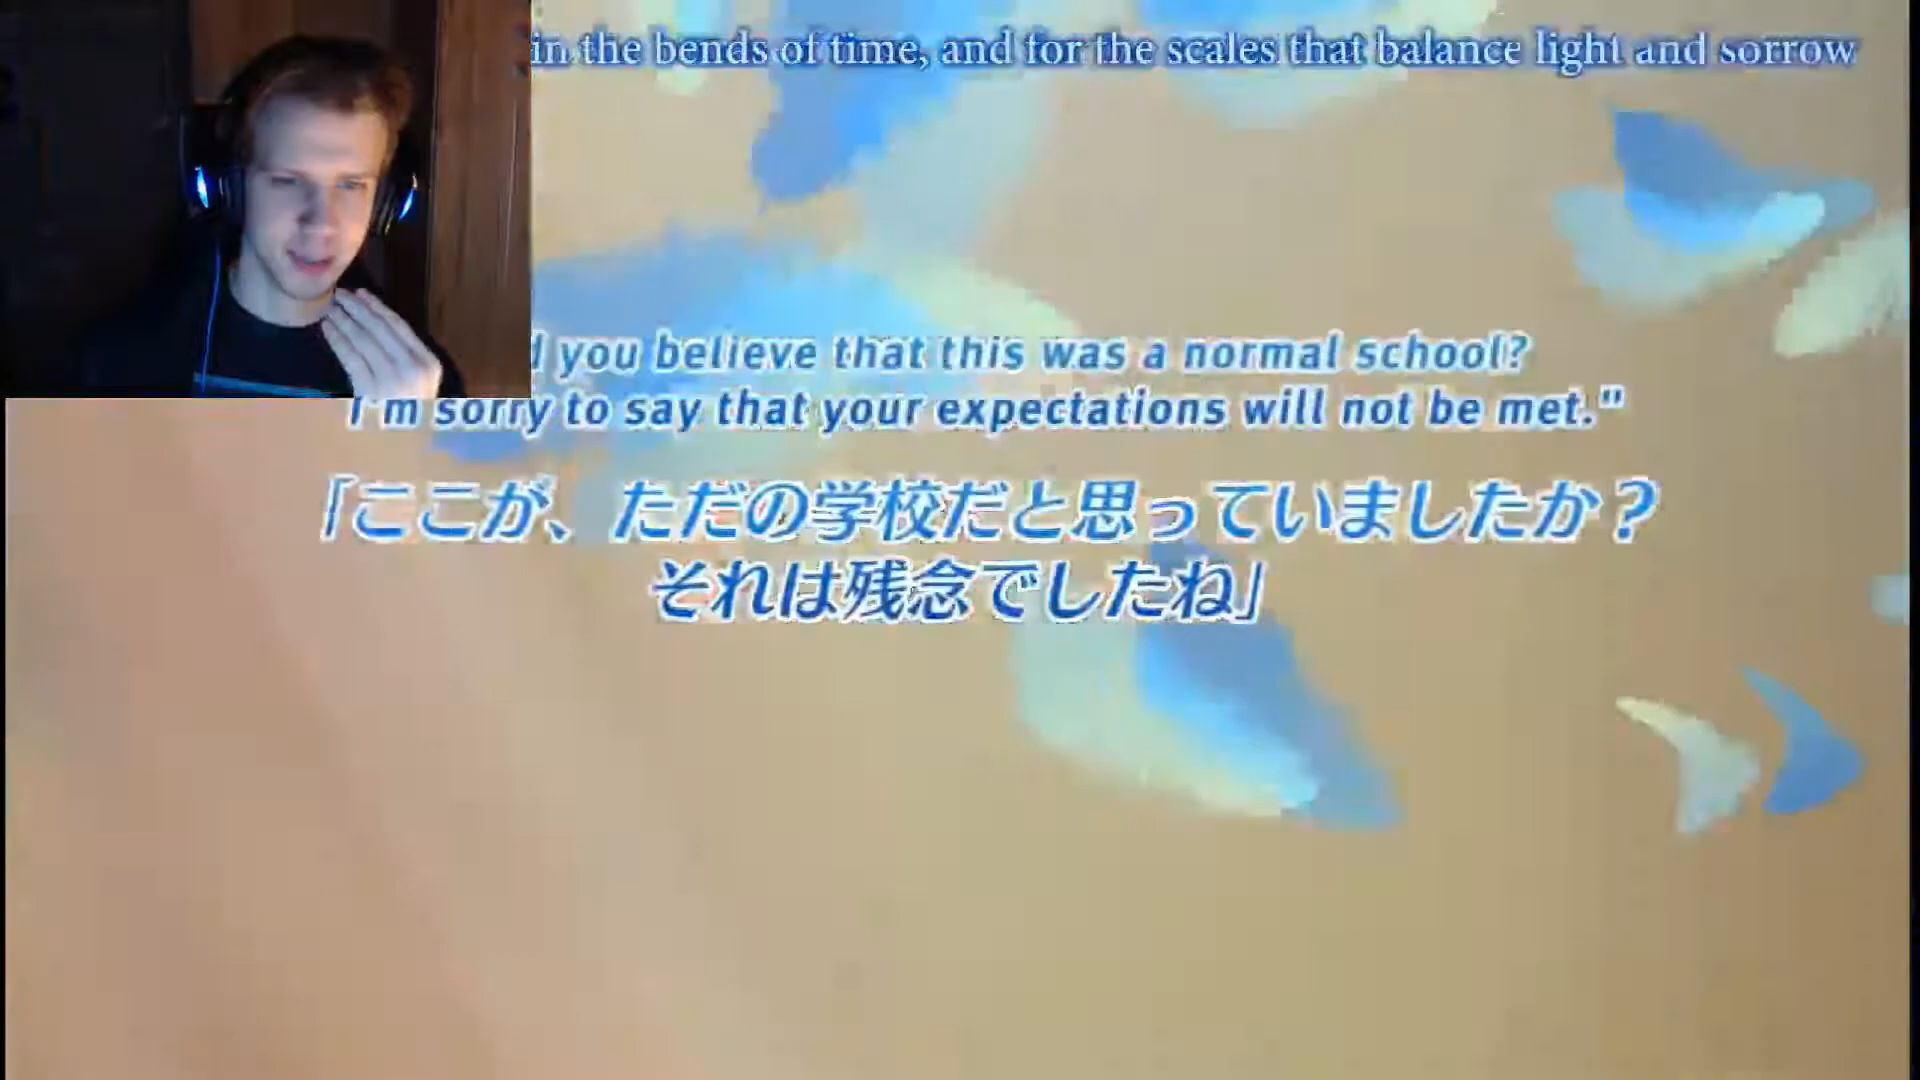 in the bends of time, and for the scales that balance light and sorrow
you believe that this was a normal school?
I'm sorry to say that your expectations will not be met."
「ここが、ただの学校だと思っていましたか？
それは残念でしたね」